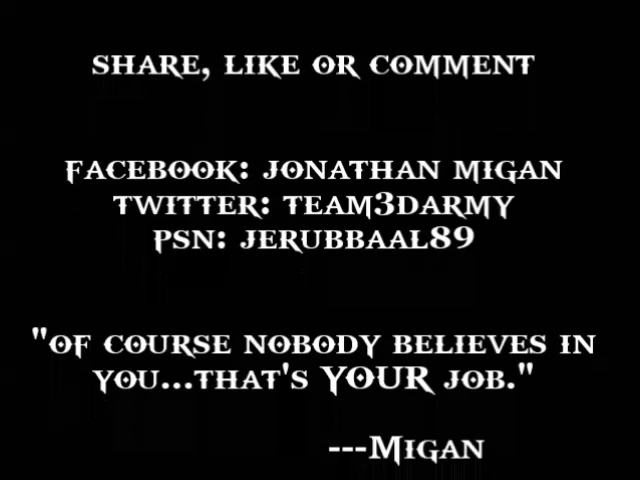 SHARE, LIKE OR COMMENT
FACEBOOK: JONATHAN MIGAN
TWITTER: TEAM3DARMY
PSN: JERUBBAAL89
"OF COURSE NOBODY BELIEVES IN
YOU...THAT'S YOUR JOB."
---MIGAN